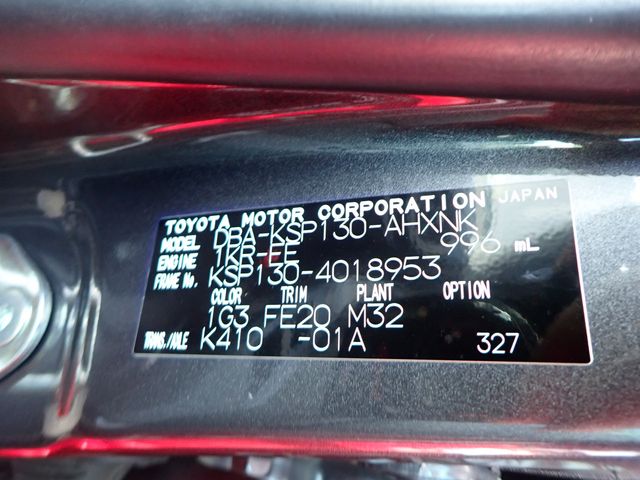 TOYOTA MOTOR CORPORATION JAPAN
MODEL DBA-KSP130-AHXNK
ENGINE 1KR-FE 996 mL
FRAME No. KSP130-4018953
COLOR TRIM PLANT OPTION
1G3 FE20 M32
TRANS./AXLE K410 -01A 327